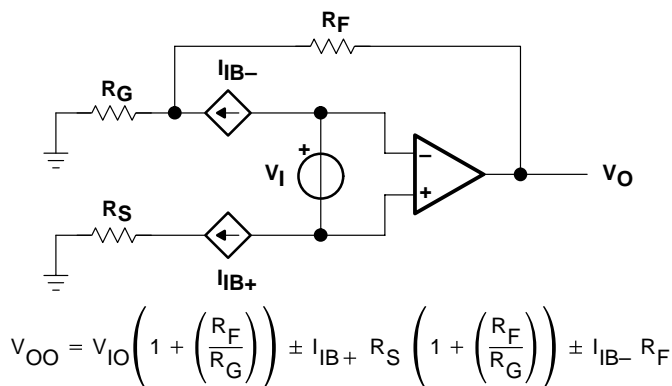 RF
IIB−
RG
+
−
VI
VO
+
RS
IIB+
VOO = VIO(1 + (RF/RG)) ± IIB+ RS (1 + (RF/RG)) ± IIB− RF